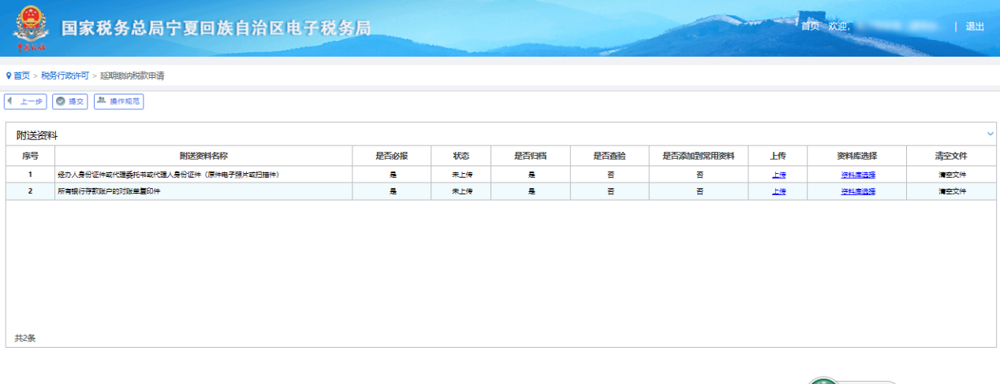 国家税务总局宁夏回族自治区电子税务局
首页 欢迎, | 退出
中国税务
首页 > 税务行政许可 > 延期缴纳税款申请
上一步 提交 操作规范
附送资料
序号 附送资料名称 是否必报 状态 是否归档 是否查验 是否添加到常用资料 上传 资料库选择 清空文件
1 经办人身份证件或代理委托书或代理人身份证件（原件电子照片或扫描件） 是 未上传 是 否 否 上传 资料库选择 清空文件
2 所有银行存款账户的对账单复印件 是 未上传 是 否 否 上传 资料库选择 清空文件
共2条